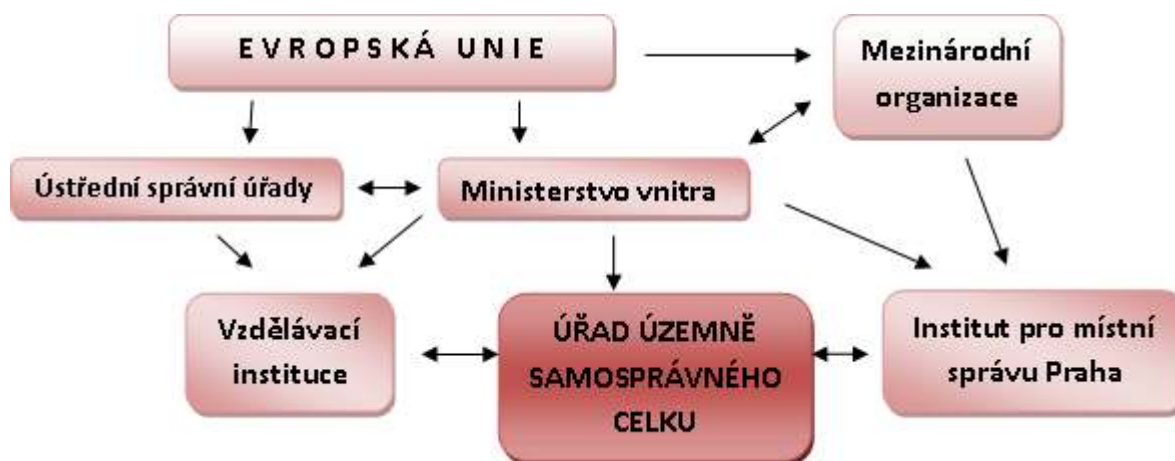 EVROPSKÁ UNIE
Mezinárodní
organizace
Ústřední správní úřady
Ministerstvo vnitra
Vzdělávací
instituce
ÚŘAD ÚZEMNĚ
SAMOSPRÁVNÉHO
CELKU
Institut pro místní
správu Praha